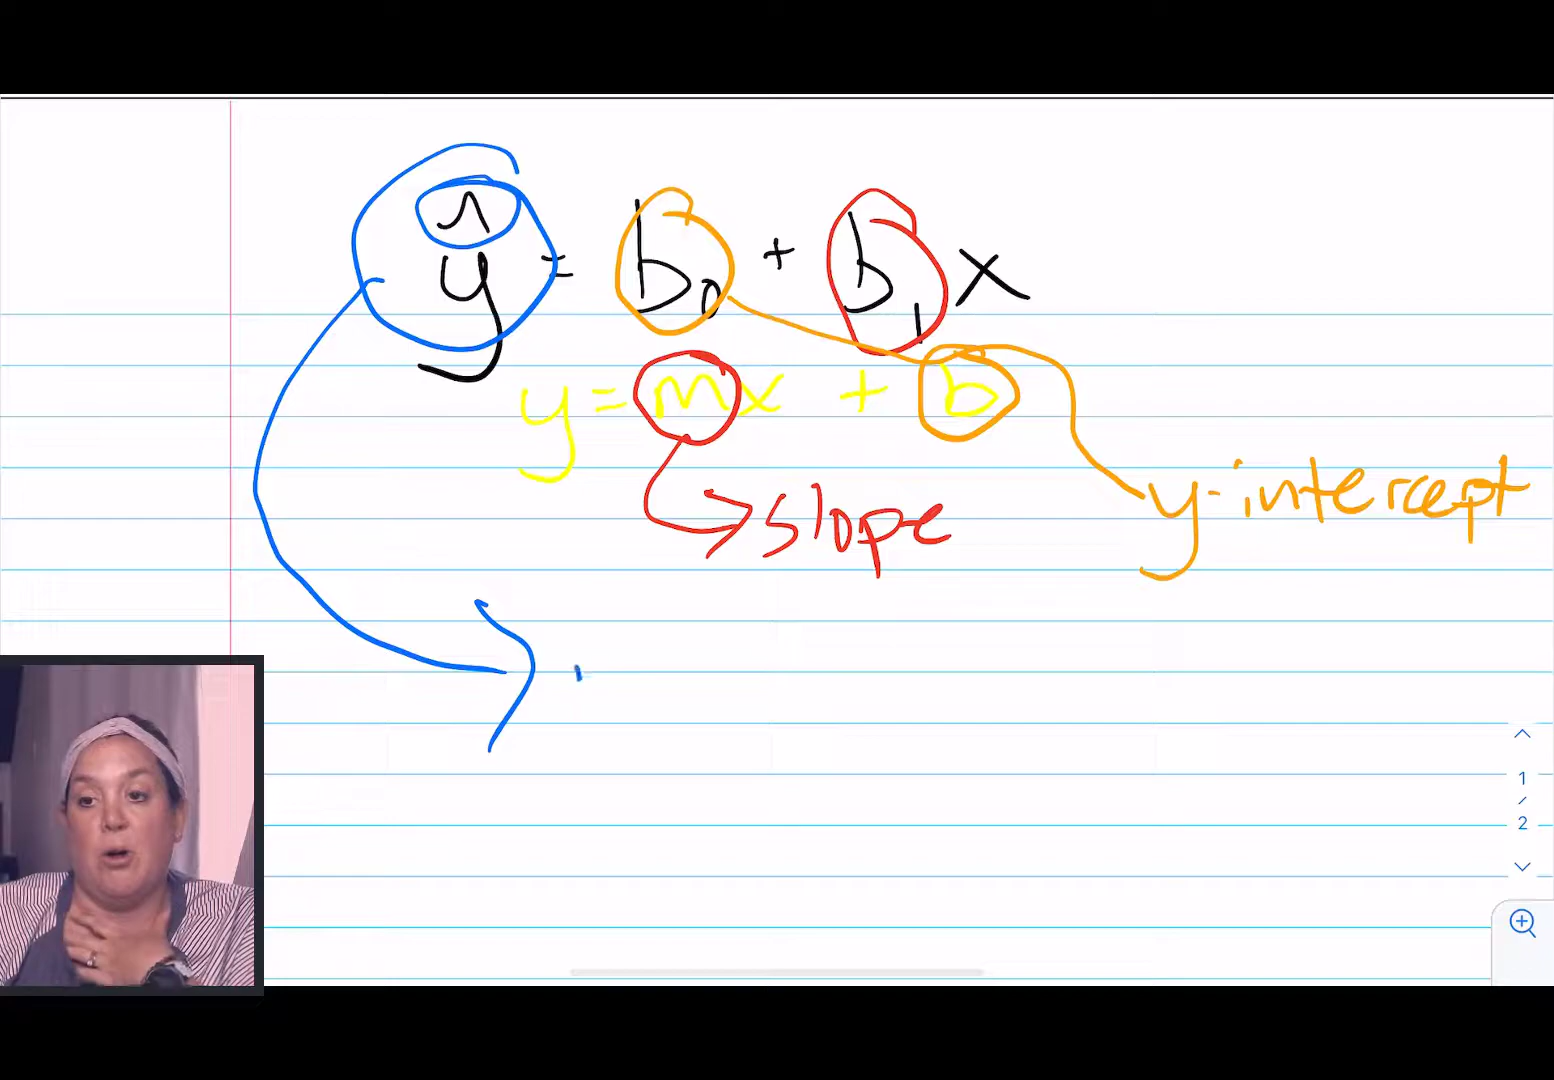 ŷ = b₀ + b₁x
y = mx + b
y-intercept
slope
1
/
2